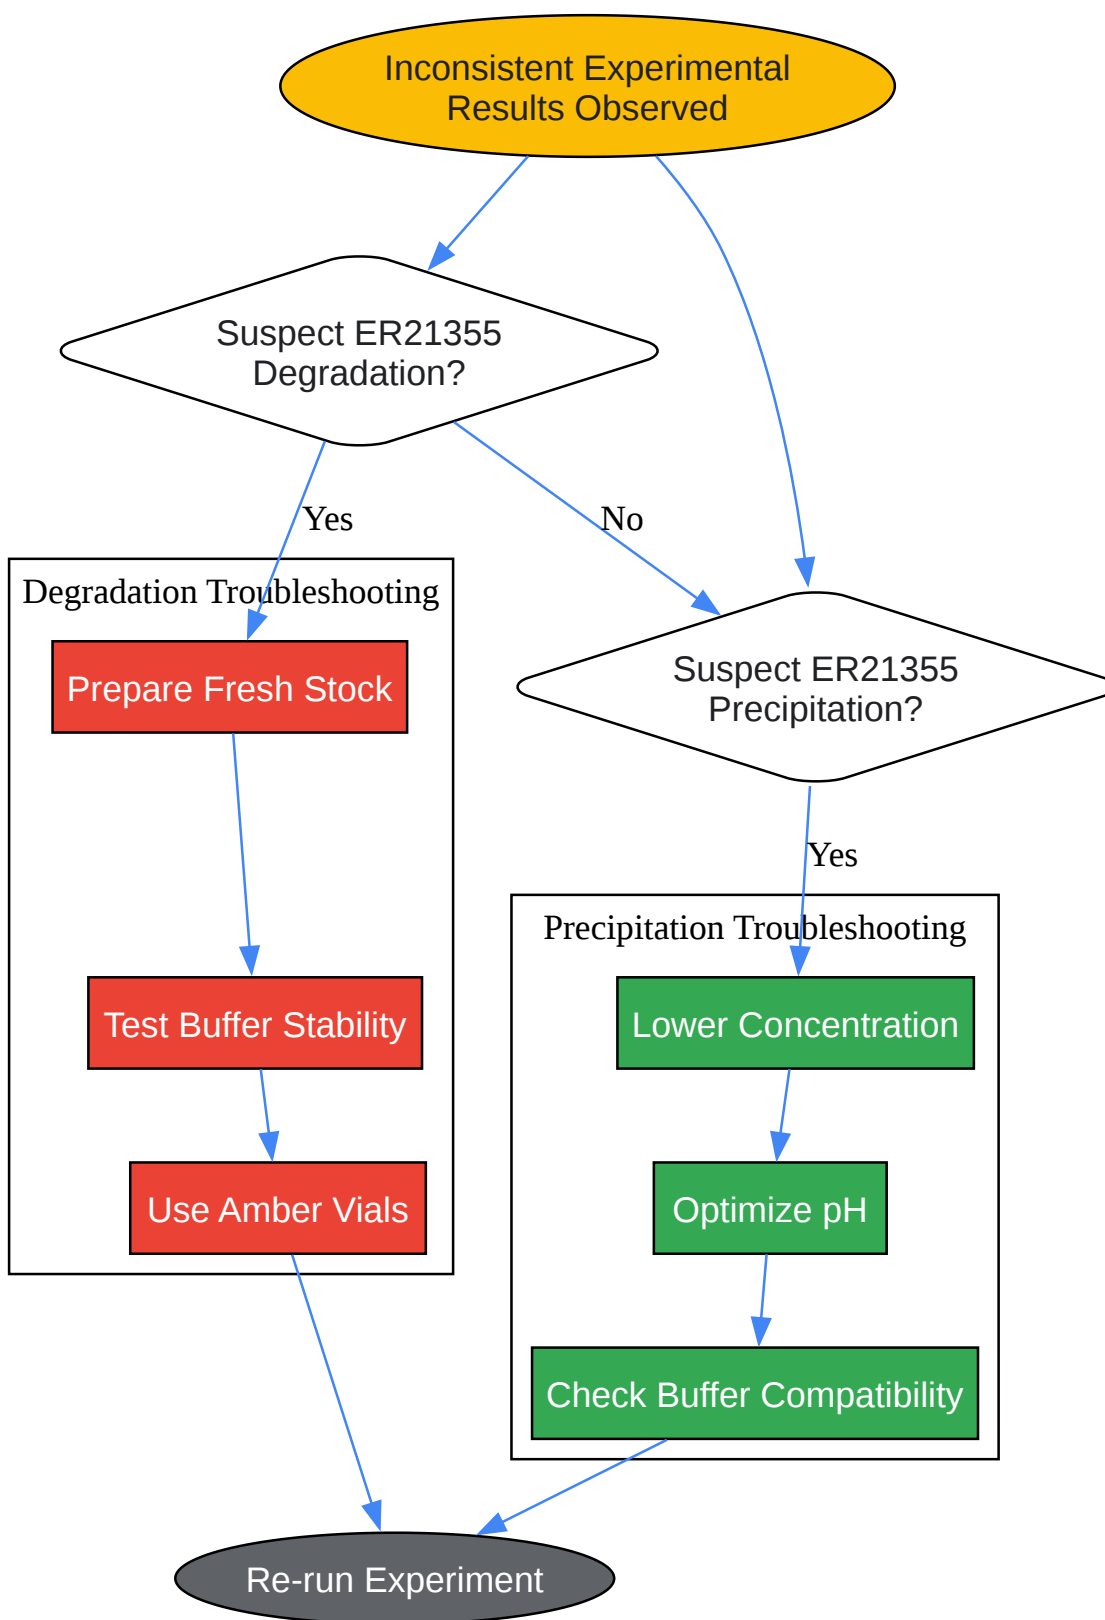 Inconsistent Experimental
Results Observed
Suspect ER21355
Degradation?
Yes
No
Degradation Troubleshooting
Prepare Fresh Stock
Suspect ER21355
Precipitation?
Yes
Precipitation Troubleshooting
Test Buffer Stability
Lower Concentration
Use Amber Vials
Optimize pH
Check Buffer Compatibility
Re-run Experiment